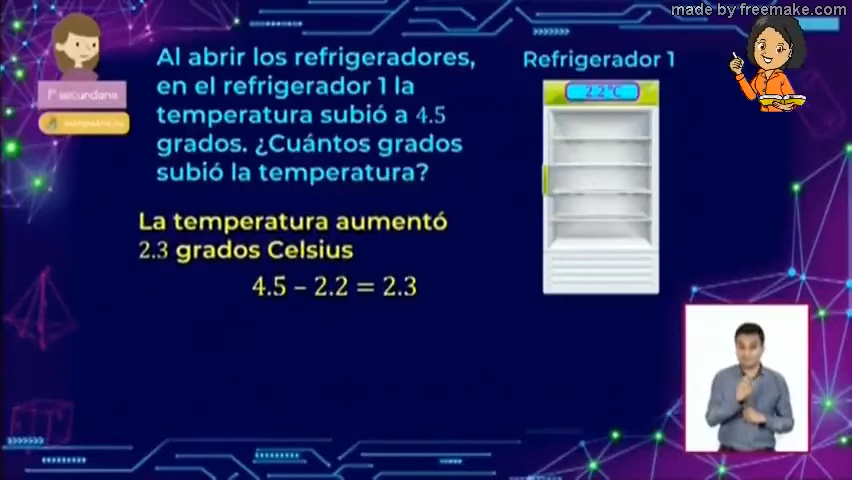 made by freemake.com
Al abrir los refrigeradores,
en el refrigerador 1 la
temperatura subió a 4.5
grados. ¿Cuántos grados
subió la temperatura?
Refrigerador 1
2.2°C
1° secundaria
La temperatura aumentó
2.3 grados Celsius
4.5 – 2.2 = 2.3